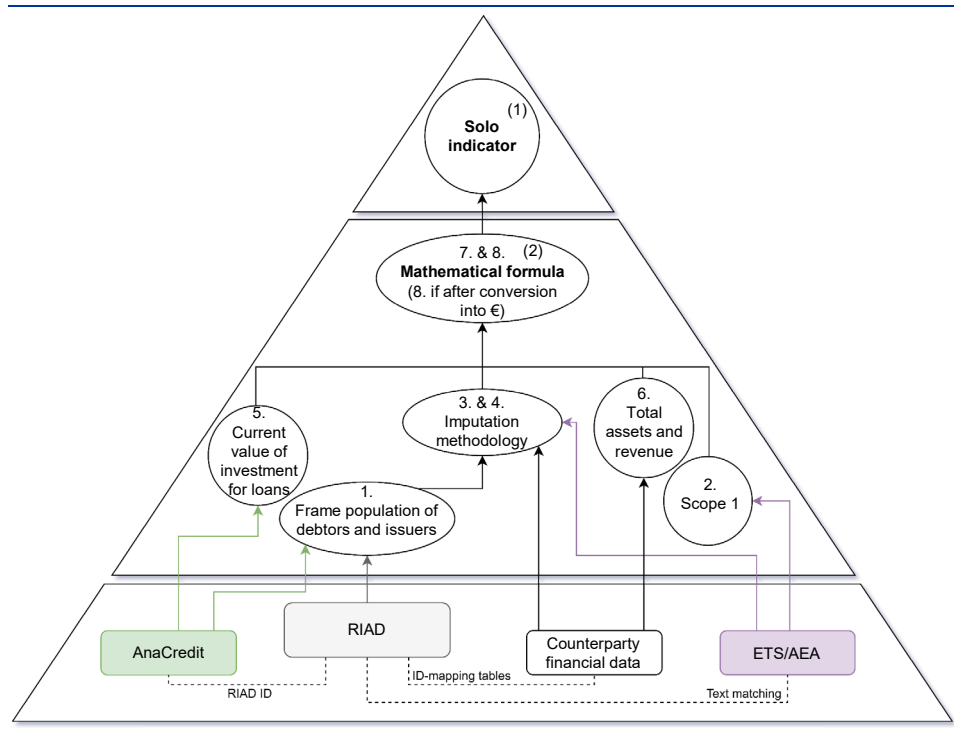 (1)
Solo
indicator
7. & 8. (2)
Mathematical formula
(8. if after conversion
into €)
5.
Current
value of
investment
for loans
3. & 4.
Imputation
methodology
6.
Total
assets and
revenue
2.
Scope 1
1.
Frame population of
debtors and issuers
AnaCredit
RIAD
Counterparty
financial data
ETS/AEA
RIAD ID
ID-mapping tables
Text matching